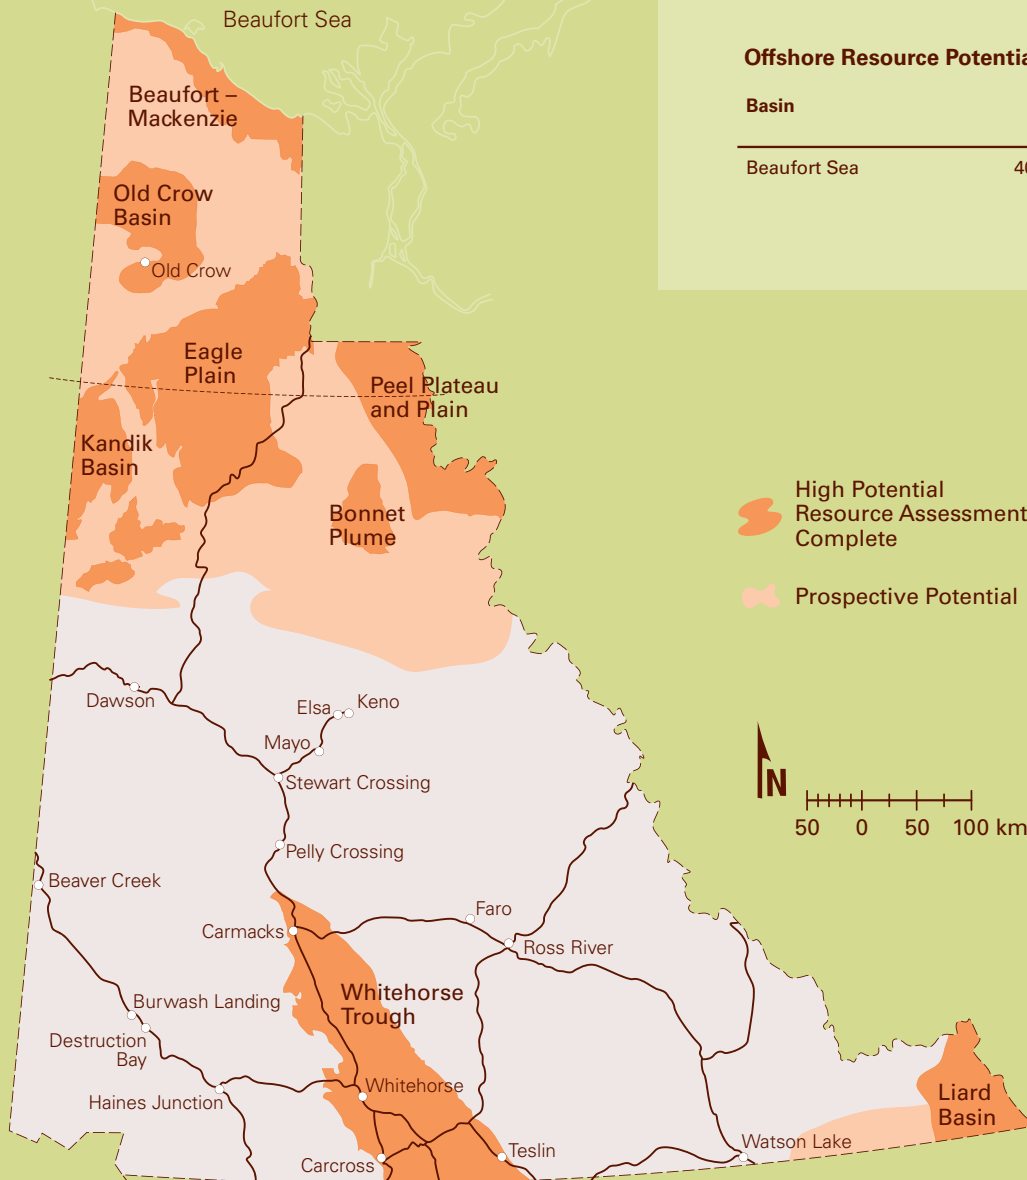 Beaufort Sea
Offshore Resource Potentia
Basin
Beaufort Sea 40
Beaufort –
Mackenzie
Old Crow
Basin
Old Crow
Eagle
Plain
Peel Plateau
and Plain
Kandik
Basin
Bonnet
Plume
High Potential
Resource Assessment
Complete
Prospective Potential
Dawson
Elsa
Keno
Mayo
Stewart Crossing
N
50 0 50 100 km
Pelly Crossing
Beaver Creek
Faro
Carmacks
Ross River
Whitehorse
Trough
Burwash Landing
Destruction
Bay
Whitehorse
Haines Junction
Liard
Basin
Watson Lake
Teslin
Carcross